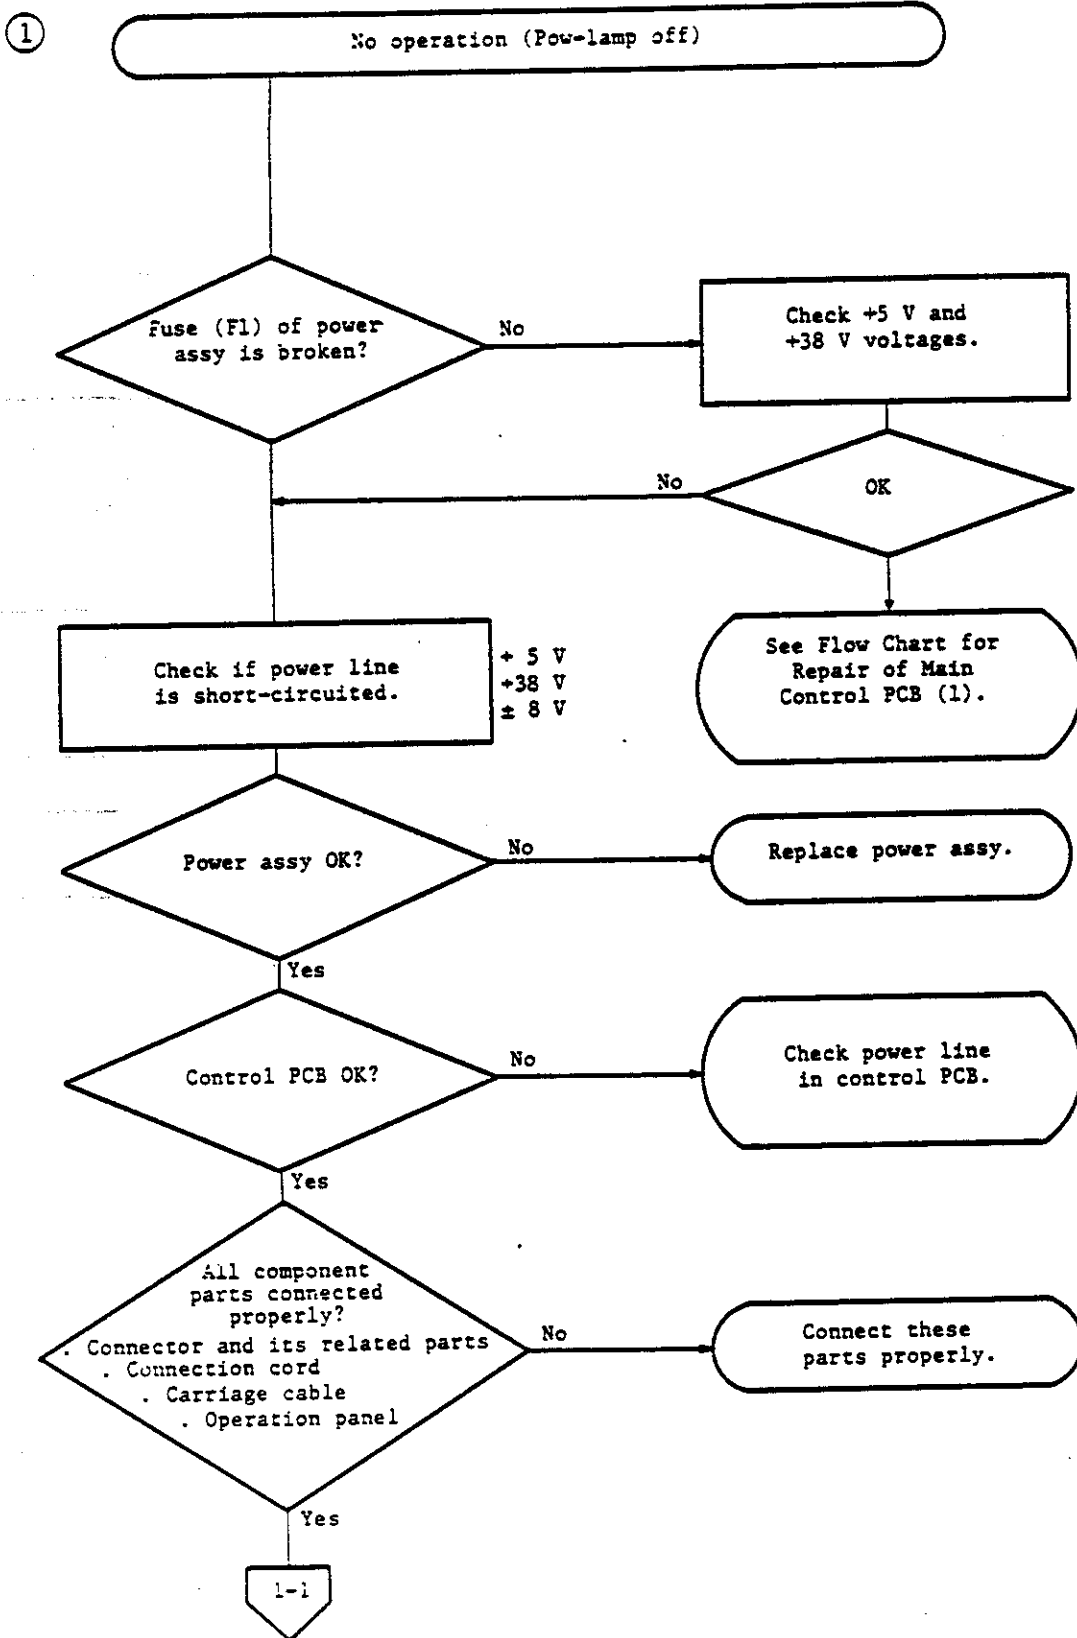 1
No operation (Pow-lamp off)
Fuse (F1) of power
assy is broken?
No
Check +5 V and
+38 V voltages.
No
OK
Check if power line
is short-circuited.
+ 5 V
+38 V
± 8 V
See Flow Chart for
Repair of Main
Control PCB (1).
Power assy OK?
No
Replace power assy.
Yes
Control PCB OK?
No
Check power line
in control PCB.
Yes
All component
parts connected
properly?
. Connector and its related parts
. Connection cord
. Carriage cable
. Operation panel
No
Connect these
parts properly.
Yes
1-1